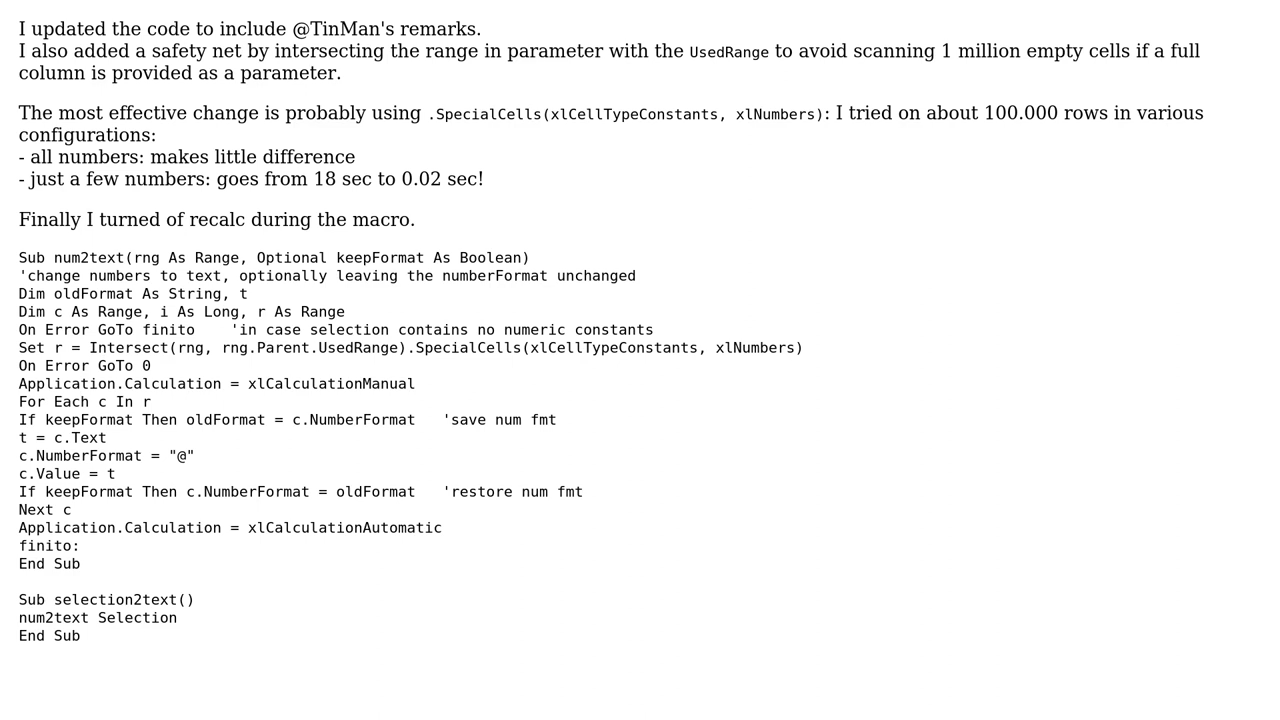 I updated the code to include @TinMan's remarks.
I also added a safety net by intersecting the range in parameter with the UsedRange to avoid scanning 1 million empty cells if a full
column is provided as a parameter.
The most effective change is probably using .SpecialCells(xlCellTypeConstants, xlNumbers): I tried on about 100.000 rows in various
configurations:
- all numbers: makes little difference
- just a few numbers: goes from 18 sec to 0.02 sec!
Finally I turned of recalc during the macro.
Sub num2text(rng As Range, Optional keepFormat As Boolean)
'change numbers to text, optionally leaving the numberFormat unchanged
Dim oldFormat As String, t
Dim c As Range, i As Long, r As Range
On Error GoTo finito    'in case selection contains no numeric constants
Set r = Intersect(rng, rng.Parent.UsedRange).SpecialCells(xlCellTypeConstants, xlNumbers)
On Error GoTo 0
Application.Calculation = xlCalculationManual
For Each c In r
If keepFormat Then oldFormat = c.NumberFormat   'save num fmt
t = c.Text
c.NumberFormat = "@"
c.Value = t
If keepFormat Then c.NumberFormat = oldFormat   'restore num fmt
Next c
Application.Calculation = xlCalculationAutomatic
finito:
End Sub
Sub selection2text()
num2text Selection
End Sub